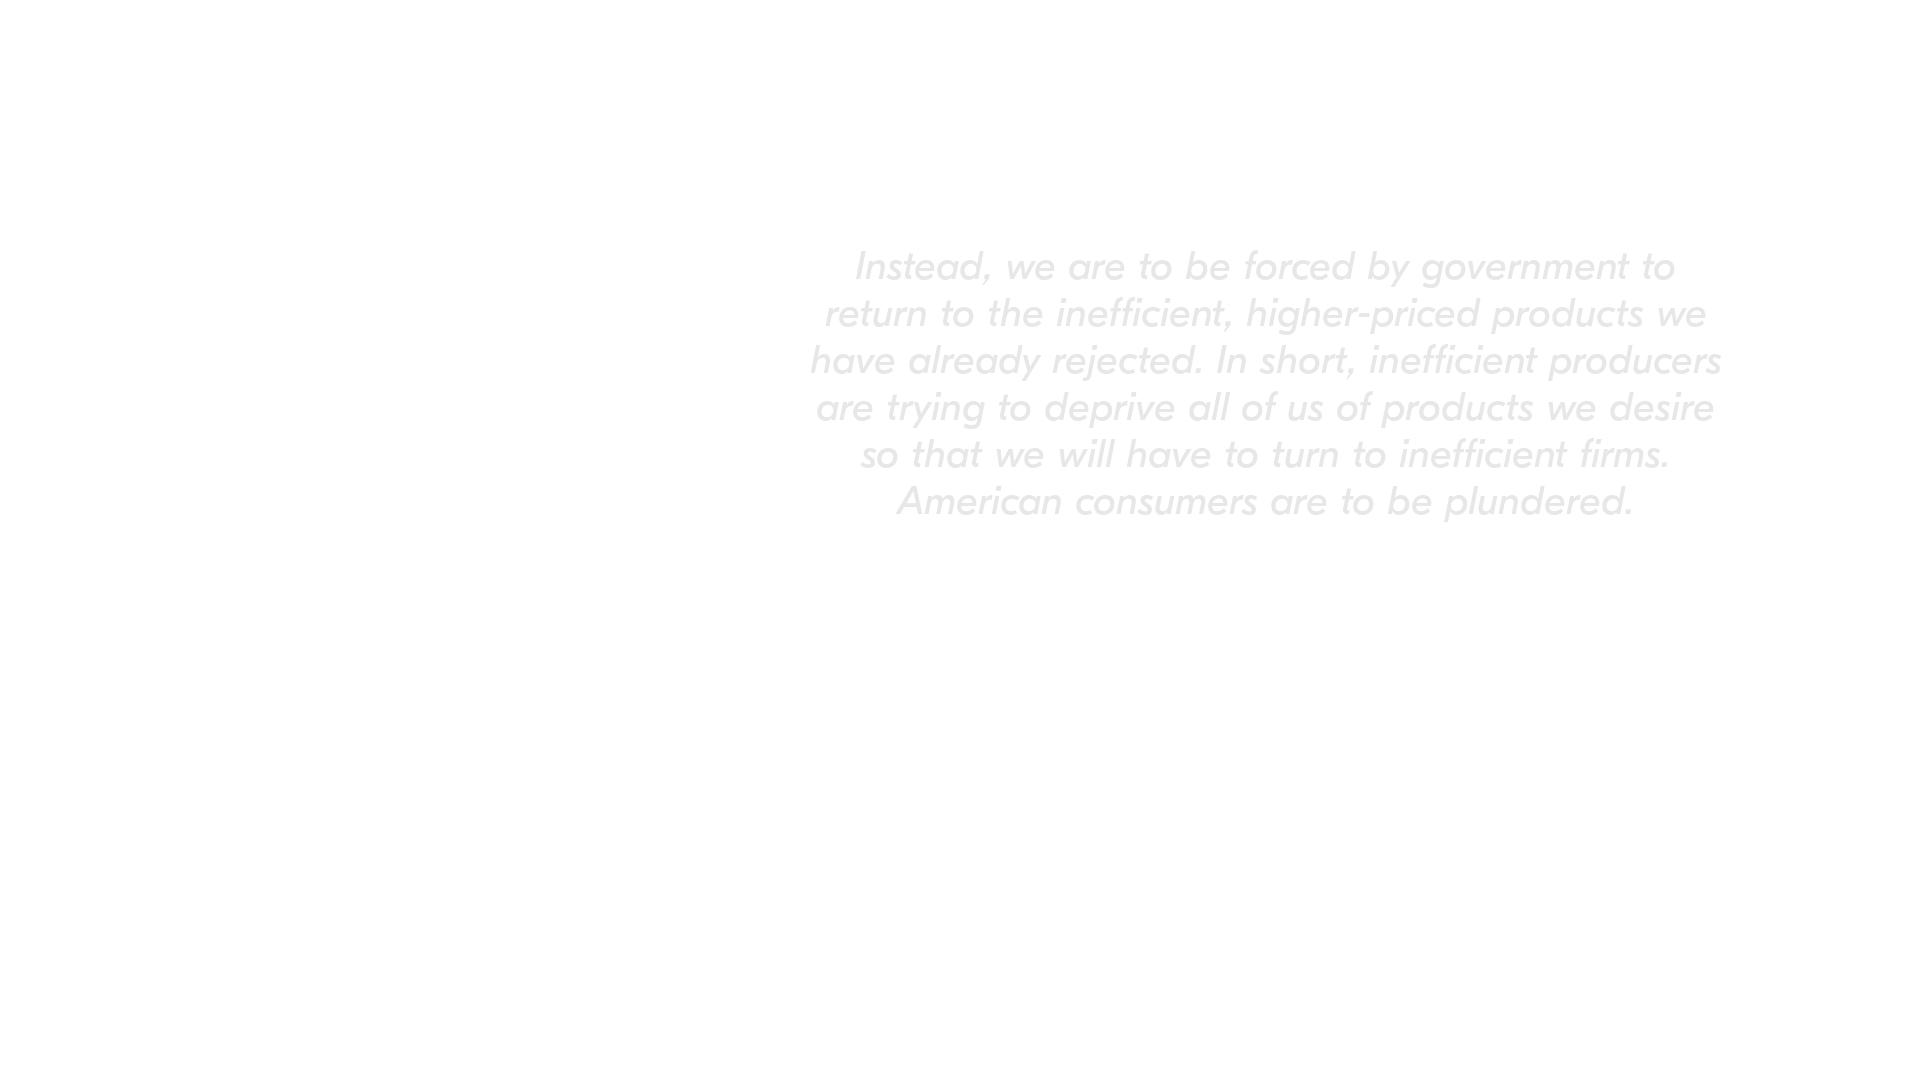 Instead, we are to be forced by government to
return to the inefficient, higher-priced products we
have already rejected. In short, inefficient producers
are trying to deprive all of us of products we desire
so that we will have to turn to inefficient firms.
American consumers are to be plundered.